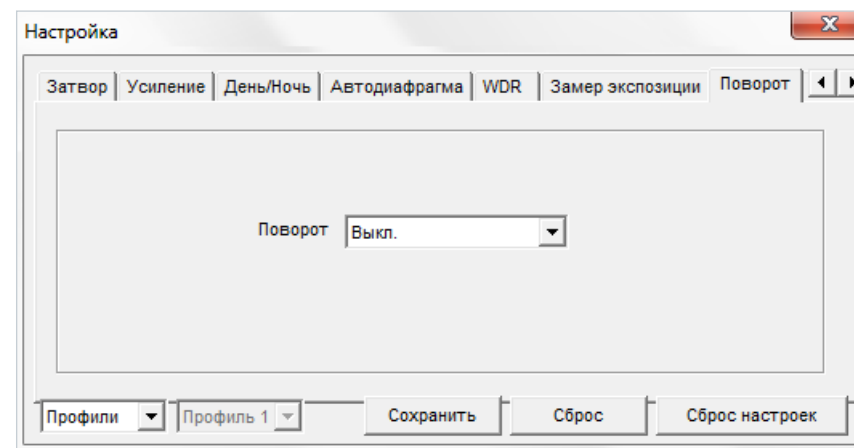 Настройка
Затвор Усиление День/Ночь Автодиафрагма WDR Замер экспозиции Поворот
Поворот Выкл.
Профили Профиль 1 Сохранить Сброс Сброс настроек